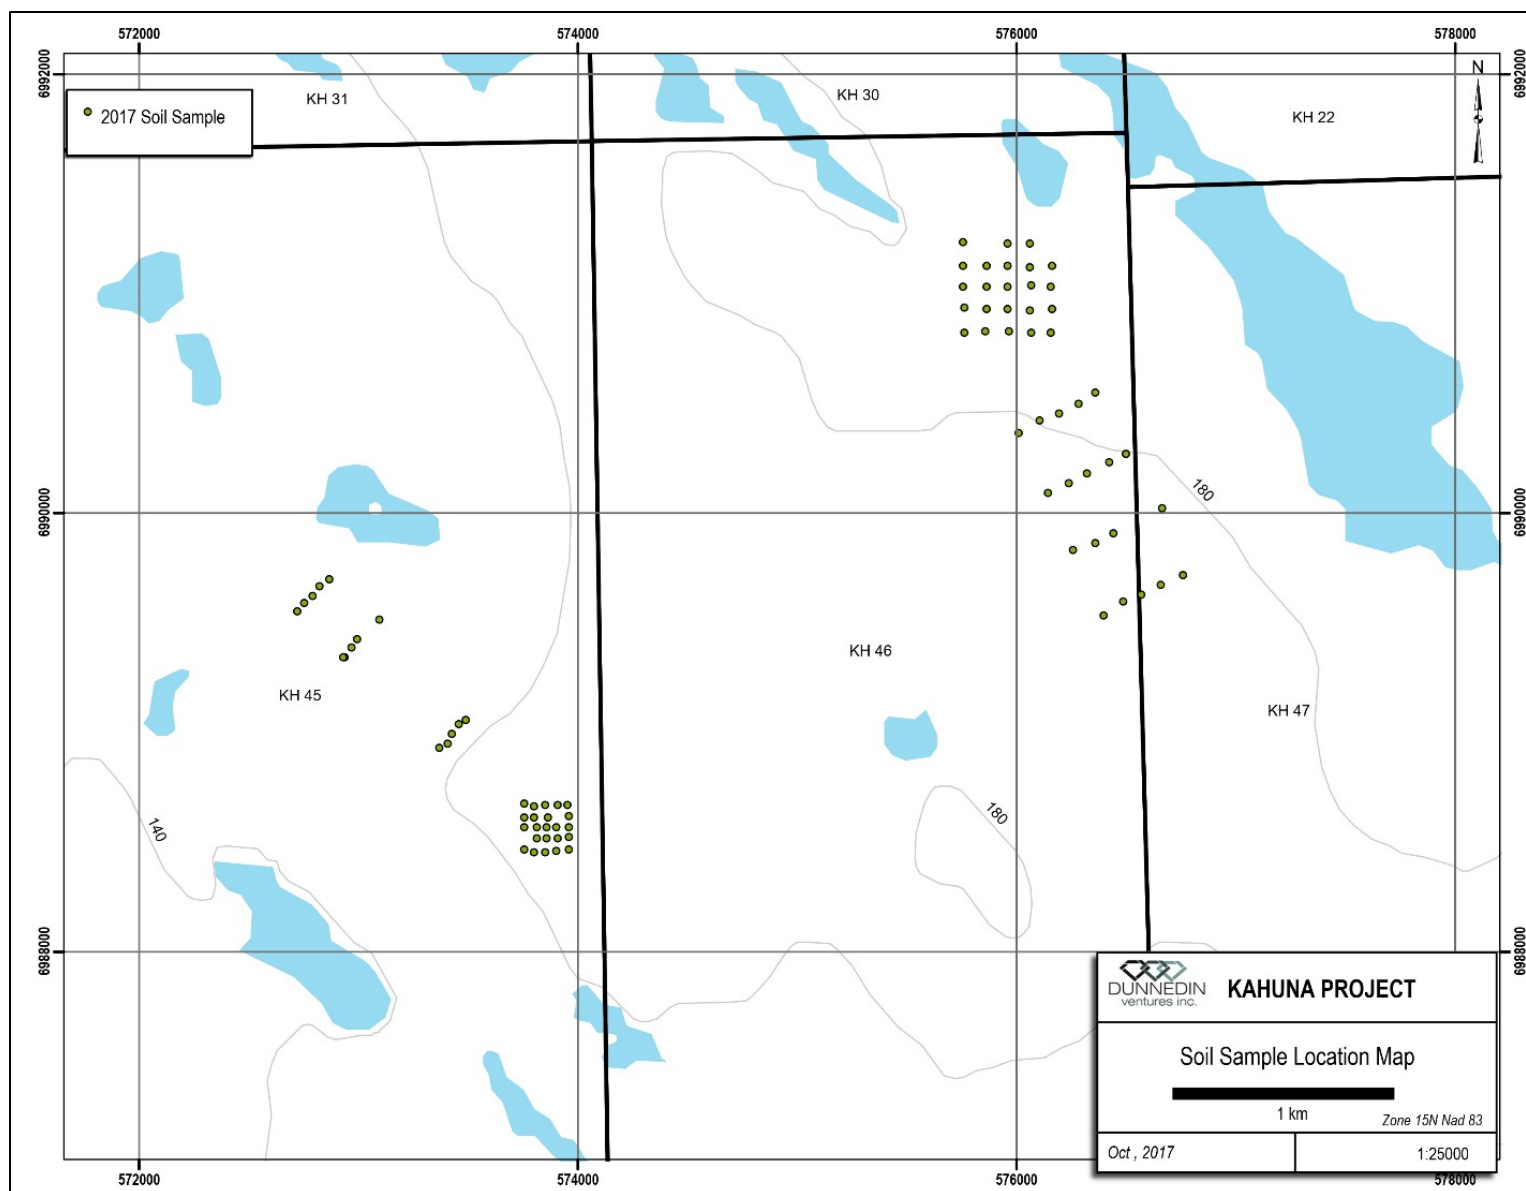 572000
574000
576000
578000
6992000
6992000
N
KH 31
KH 30
KH 22
2017 Soil Sample
6990000
6990000
180
KH 46
KH 45
KH 47
140
180
6988000
6988000
DUNNEDIN
ventures inc.
KAHUNA PROJECT
Soil Sample Location Map
1 km
Zone 15N Nad 83
Oct , 2017
1:25000
572000
574000
576000
578000